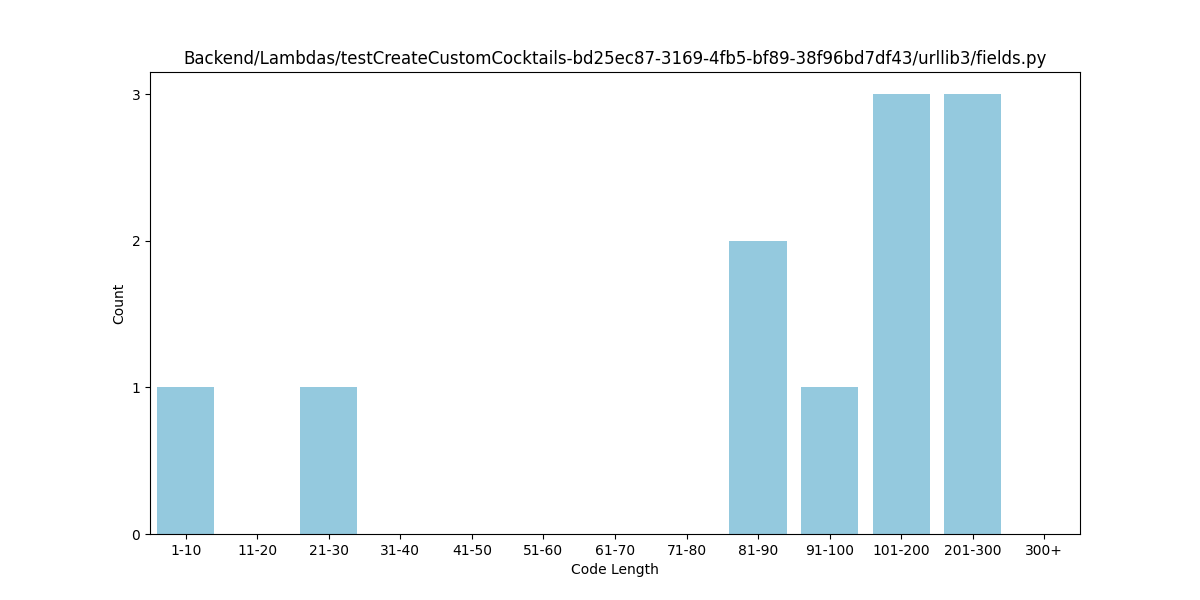 Backend/Lambdas/testCreateCustomCocktails-bd25ec87-3169-4fb5-bf89-38f96bd7df43/urllib3/fields.py
3
2
1
0
Count
1-10 11-20 21-30 31-40 41-50 51-60 61-70 71-80 81-90 91-100 101-200 201-300 300+
Code Length